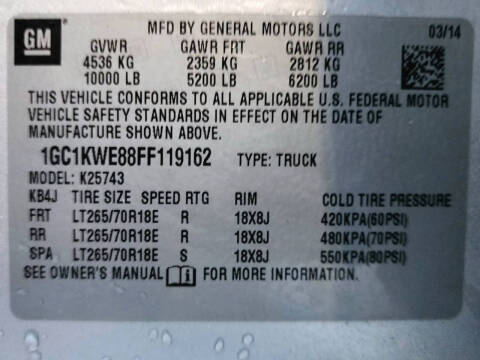 GM MFD BY GENERAL MOTORS LLC 03/14
GVWR GAWR FRT GAWR RR
4536 KG 2359 KG 2812 KG
10000 LB 5200 LB 6200 LB
THIS VEHICLE CONFORMS TO ALL APPLICABLE U.S. FEDERAL MOTOR
VEHICLE SAFETY STANDARDS IN EFFECT ON THE DATE OF
MANUFACTURE SHOWN ABOVE.
1GC1KWE88FF119162 TYPE: TRUCK
MODEL: K25743
KB4J TIRE SIZE SPEED RTG RIM COLD TIRE PRESSURE
FRT LT265/70R18E R 18X8J 420KPA(60PSI)
RR LT265/70R18E R 18X8J 480KPA(70PSI)
SPA LT265/70R18E S 18X8J 550KPA(80PSI)
SEE OWNER'S MANUAL FOR MORE INFORMATION.